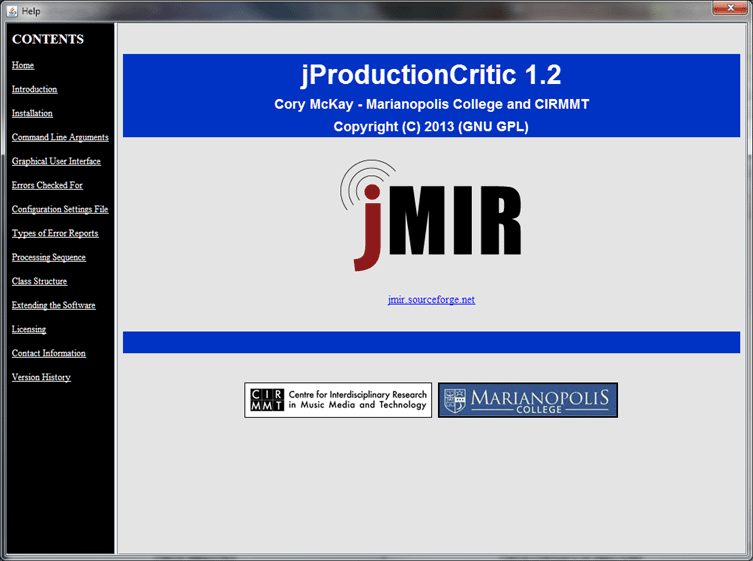 Help
CONTENTS
Home
Introduction
Installation
Command Line Arguments
Graphical User Interface
Errors Checked For
Configuration Settings File
Types of Error Reports
Processing Sequence
Class Structure
Extending the Software
Licensing
Contact Information
Version History
jProductionCritic 1.2
Cory McKay - Marianopolis College and CIRMMT
Copyright (C) 2013 (GNU GPL)
jMIR
jmir.sourceforge.net
CIR
MMT
Centre for Interdisciplinary Research
in Music Media and Technology
MARIANOPOLIS
COLLEGE